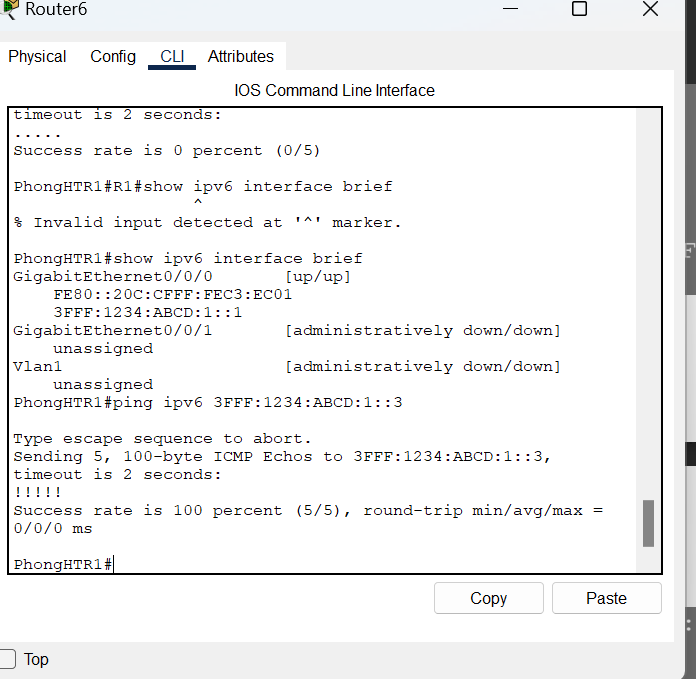 Router6
Physical Config CLI Attributes
IOS Command Line Interface
timeout is 2 seconds:
.....
Success rate is 0 percent (0/5)
PhongHTR1#R1#show ipv6 interface brief
^
% Invalid input detected at '^' marker.
PhongHTR1#show ipv6 interface brief
GigabitEthernet0/0/0 [up/up]
FE80::20C:CFFF:FEC3:EC01
3FFF:1234:ABCD:1::1
GigabitEthernet0/0/1 [administratively down/down]
unassigned
Vlan1 [administratively down/down]
unassigned
PhongHTR1#ping ipv6 3FFF:1234:ABCD:1::3
Type escape sequence to abort.
Sending 5, 100-byte ICMP Echos to 3FFF:1234:ABCD:1::3,
timeout is 2 seconds:
!!!!!
Success rate is 100 percent (5/5), round-trip min/avg/max =
0/0/0 ms
PhongHTR1#
Copy Paste
Top